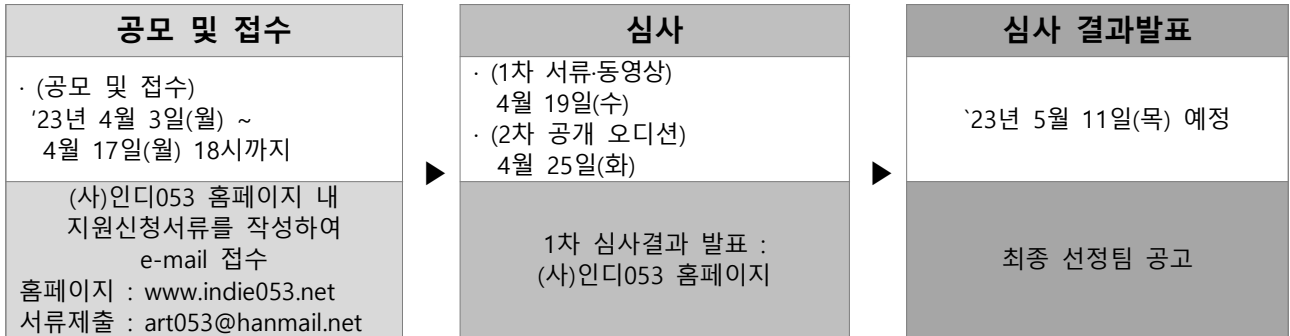 공모 및 접수
· (공모 및 접수)
'23년 4월 3일(월) ~
4월 17일(월) 18시까지
(사)인디053 홈페이지 내
지원신청서류를 작성하여
e-mail 접수
홈페이지 : www.indie053.net
서류제출 : art053@hanmail.net
▶
심사
· (1차 서류·동영상)
4월 19일(수)
· (2차 공개 오디션)
4월 25일(화)
1차 심사결과 발표 :
(사)인디053 홈페이지
▶
심사 결과발표
`23년 5월 11일(목) 예정
최종 선정팀 공고